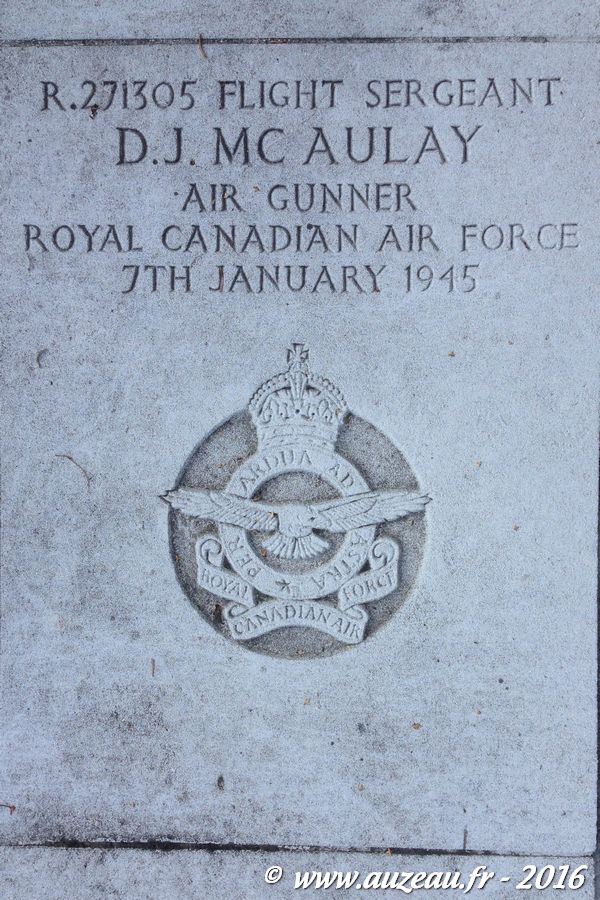 R.271305 FLIGHT SERGEANT
D.J. MC AULAY
AIR GUNNER
ROYAL CANADIAN AIR FORCE
7TH JANUARY 1945
PER ARDUA AD ASTRA
ROYAL CANADIAN AIR FORCE
© www.auzeau.fr - 2016